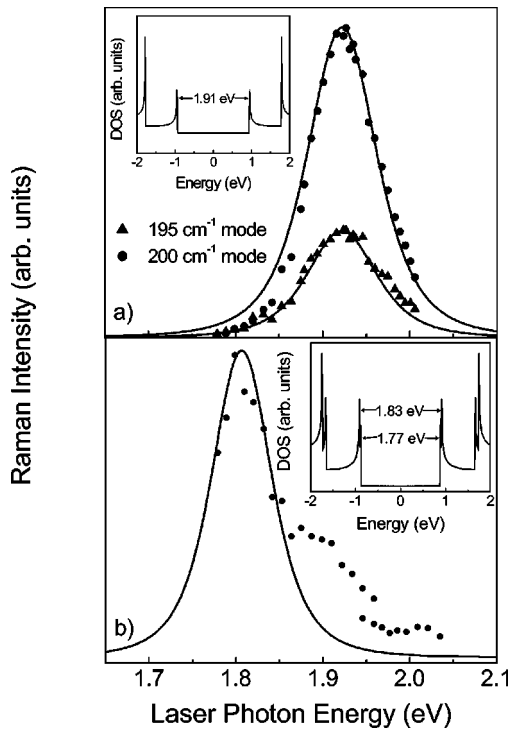 Raman Intensity (arb. units)
DOS (arb. units)
1.91 eV
-2 -1 0 1 2
Energy (eV)
▲ 195 cm⁻¹ mode
● 200 cm⁻¹ mode
a)
DOS (arb. units)
1.83 eV
1.77 eV
-2 -1 0 1 2
Energy (eV)
b)
1.7 1.8 1.9 2.0 2.1
Laser Photon Energy (eV)